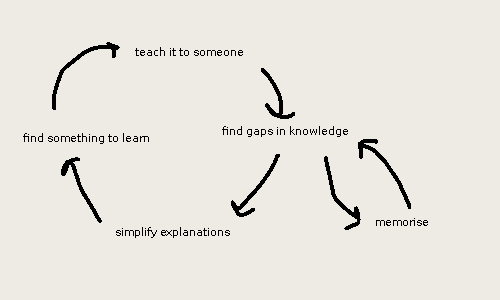 teach it to someone
find gaps in knowledge
find something to learn
memorise
simplify explanations